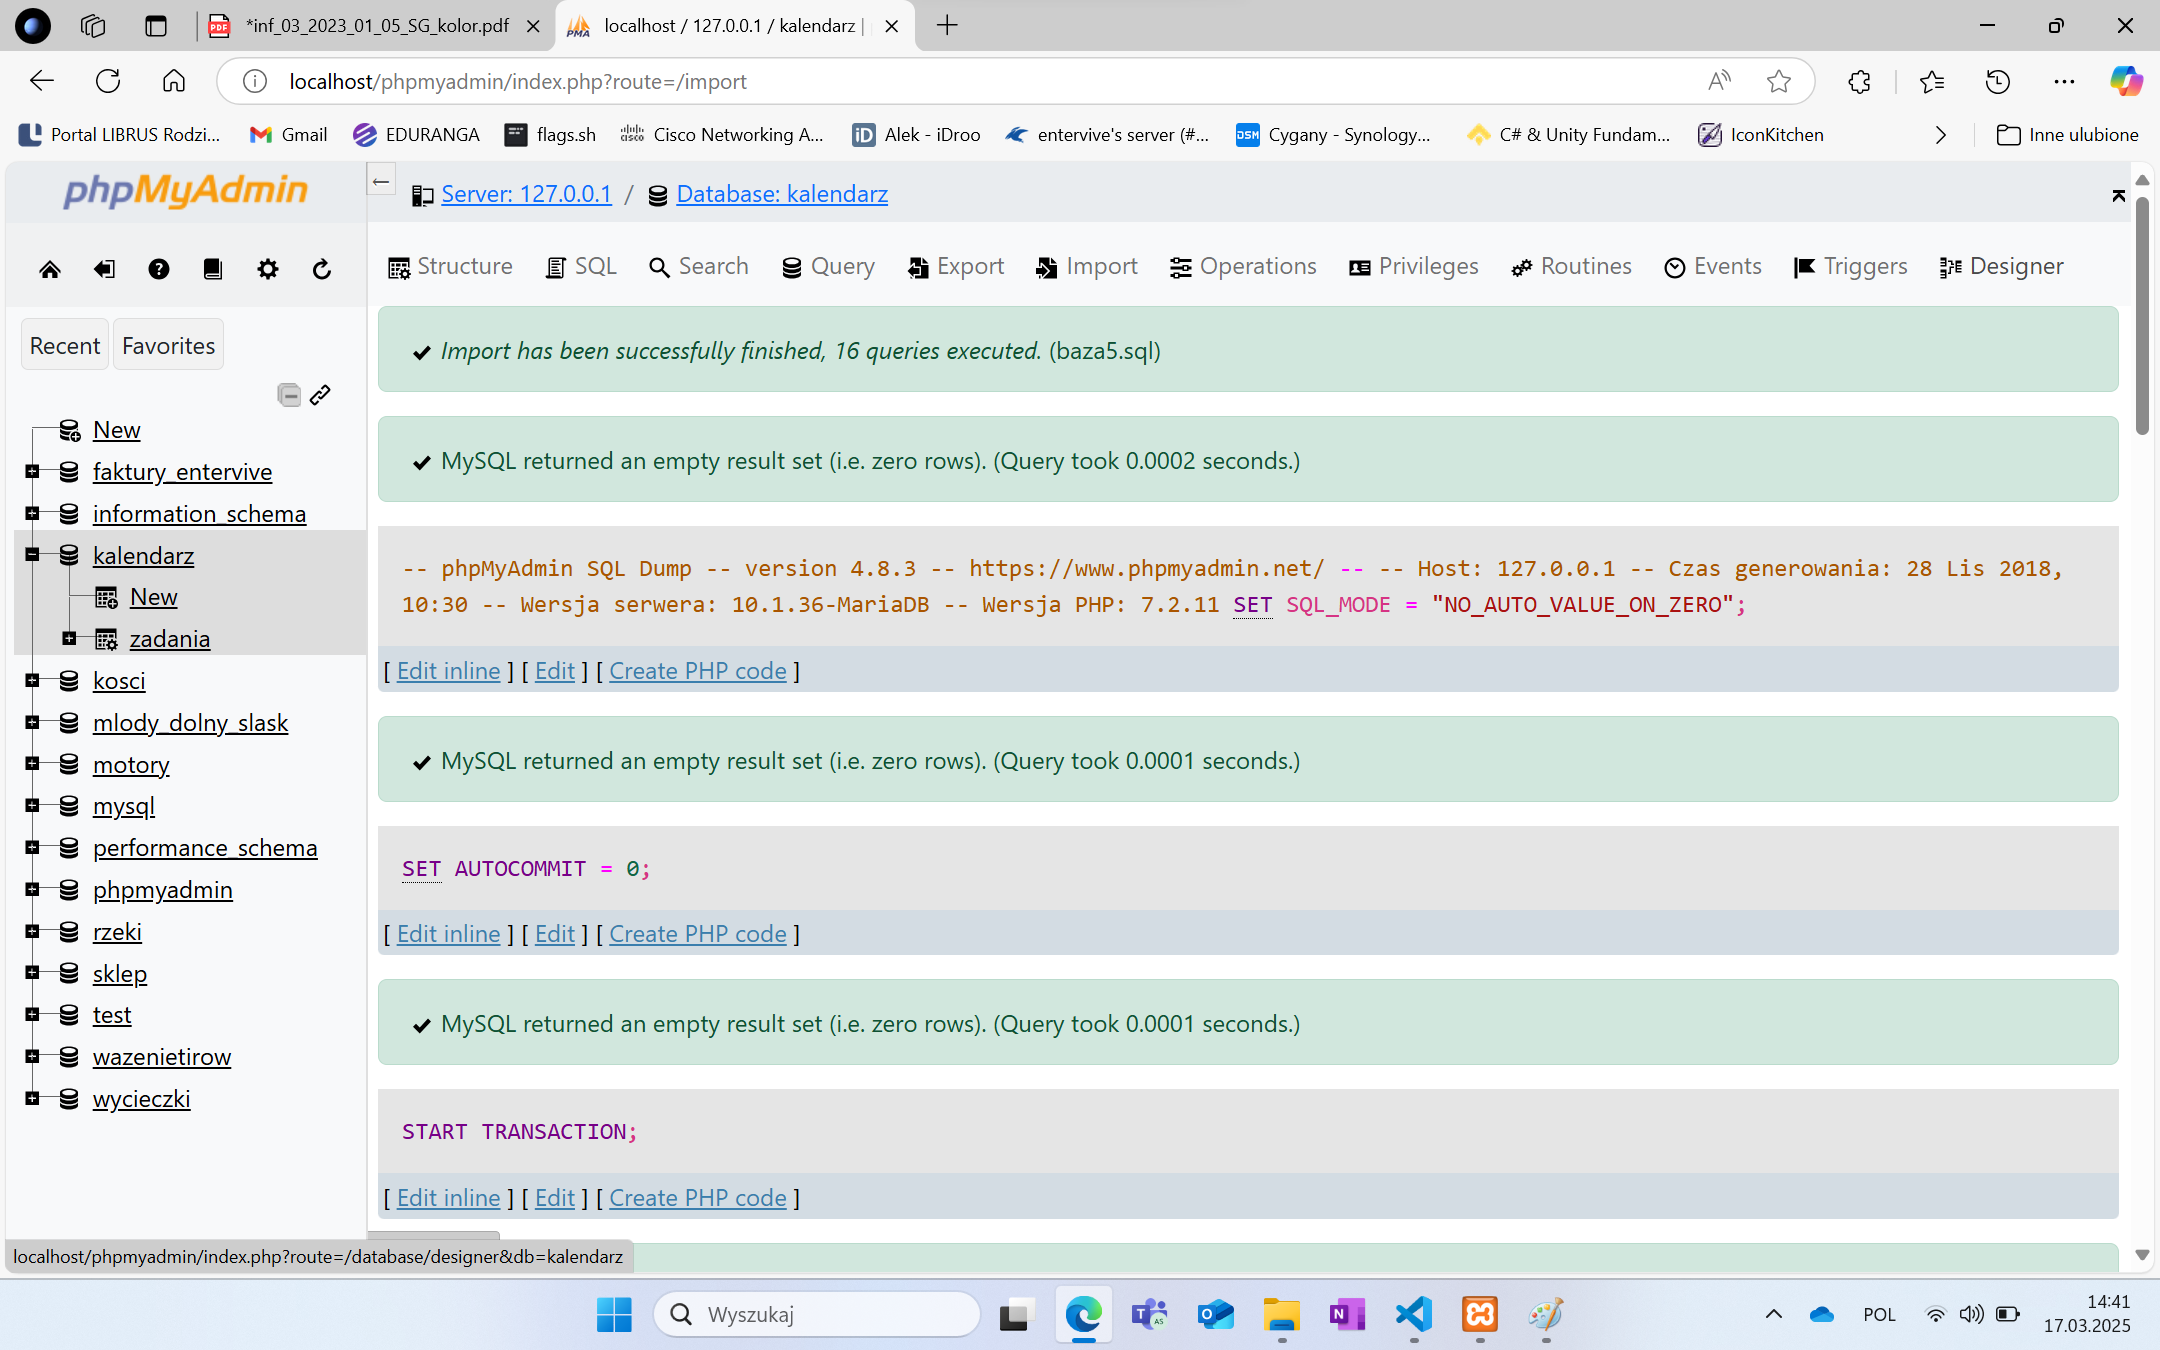 *inf_03_2023_01_05_SG_kolor.pdf
localhost / 127.0.0.1 / kalendarz |
localhost/phpmyadmin/index.php?route=/import
Portal LIBRUS Rodzi...
Gmail
EDURANGA
flags.sh
Cisco Networking A...
Alek - iDroo
entervive's server (#...
Cygany - Synology...
C# & Unity Fundam...
IconKitchen
Inne ulubione
phpMyAdmin
Server: 127.0.0.1 / Database: kalendarz
Structure
SQL
Search
Query
Export
Import
Operations
Privileges
Routines
Events
Triggers
Designer
Recent
Favorites
New
faktury_entervive
information_schema
kalendarz
New
zadania
kosci
mlody_dolny_slask
motory
mysql
performance_schema
phpmyadmin
rzeki
sklep
test
wazenietirow
wycieczki
Import has been successfully finished, 16 queries executed. (baza5.sql)
MySQL returned an empty result set (i.e. zero rows). (Query took 0.0002 seconds.)
-- phpMyAdmin SQL Dump -- version 4.8.3 -- https://www.phpmyadmin.net/ -- -- Host: 127.0.0.1 -- Czas generowania: 28 Lis 2018,
10:30 -- Wersja serwera: 10.1.36-MariaDB -- Wersja PHP: 7.2.11 SET SQL_MODE = "NO_AUTO_VALUE_ON_ZERO";
[ Edit inline ] [ Edit ] [ Create PHP code ]
MySQL returned an empty result set (i.e. zero rows). (Query took 0.0001 seconds.)
SET AUTOCOMMIT = 0;
[ Edit inline ] [ Edit ] [ Create PHP code ]
MySQL returned an empty result set (i.e. zero rows). (Query took 0.0001 seconds.)
START TRANSACTION;
[ Edit inline ] [ Edit ] [ Create PHP code ]
localhost/phpmyadmin/index.php?route=/database/designer&db=kalendarz
Wyszukaj
POL
14:41
17.03.2025